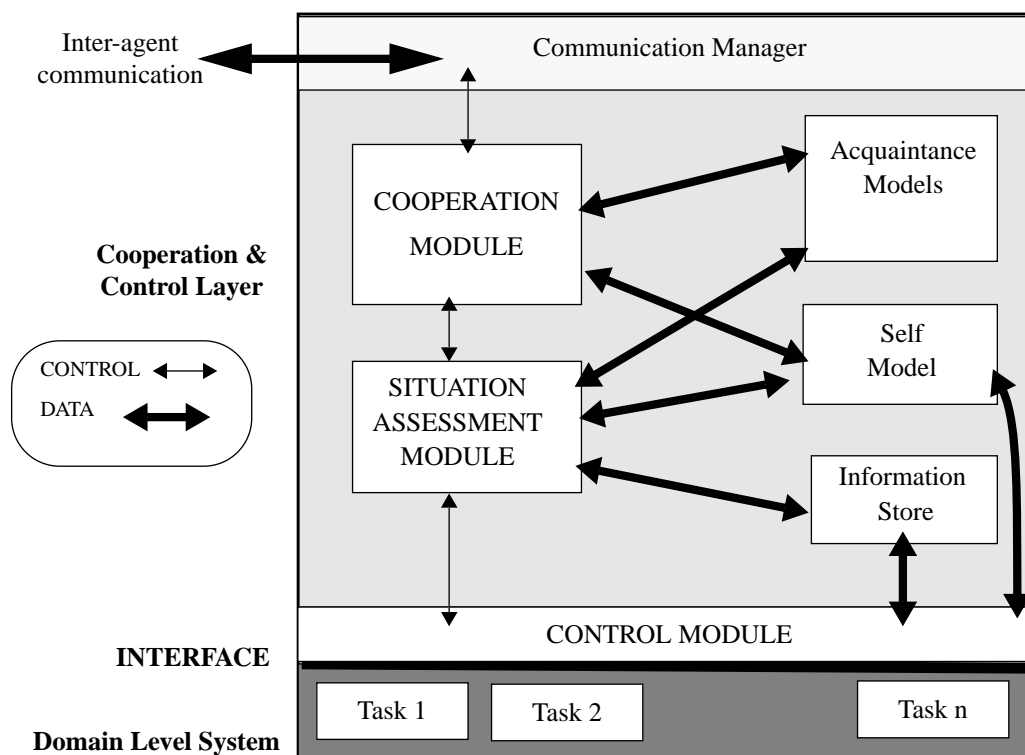 Inter-agent
communication
Communication Manager
COOPERATION
MODULE
Acquaintance
Models
Cooperation &
Control Layer
CONTROL
DATA
SITUATION
ASSESSMENT
MODULE
Self
Model
Information
Store
CONTROL MODULE
INTERFACE
Task 1
Task 2
Task n
Domain Level System